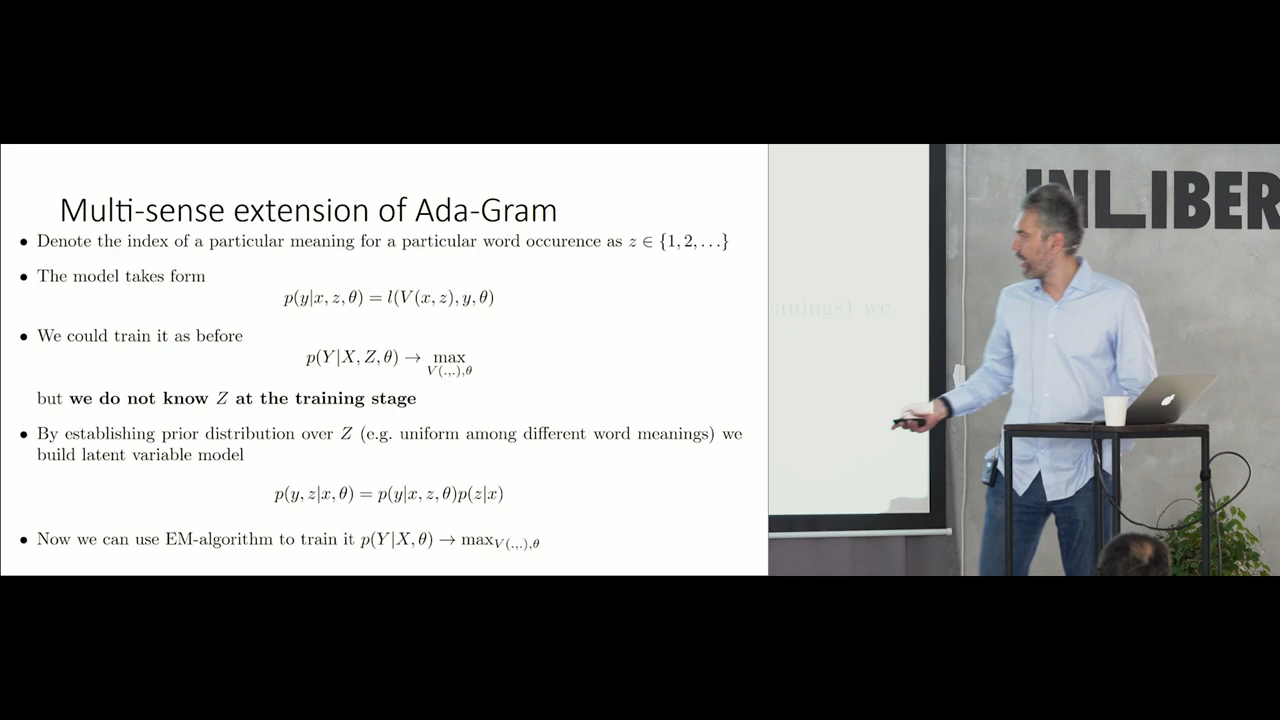 Multi-sense extension of Ada-Gram
• Denote the index of a particular meaning for a particular word occurence as z ∈ {1, 2, . . .}
• The model takes form
p(y|x, z, θ) = l(V(x, z), y, θ)
• We could train it as before
p(Y|X, Z, θ) → max
V(.,.),θ
but we do not know Z at the training stage
• By establishing prior distribution over Z (e.g. uniform among different word meanings) we
build latent variable model
p(y, z|x, θ) = p(y|x, z, θ)p(z|x)
• Now we can use EM-algorithm to train it p(Y|X, θ) → max_{V(.,.),θ}
anings) we
INLIBER